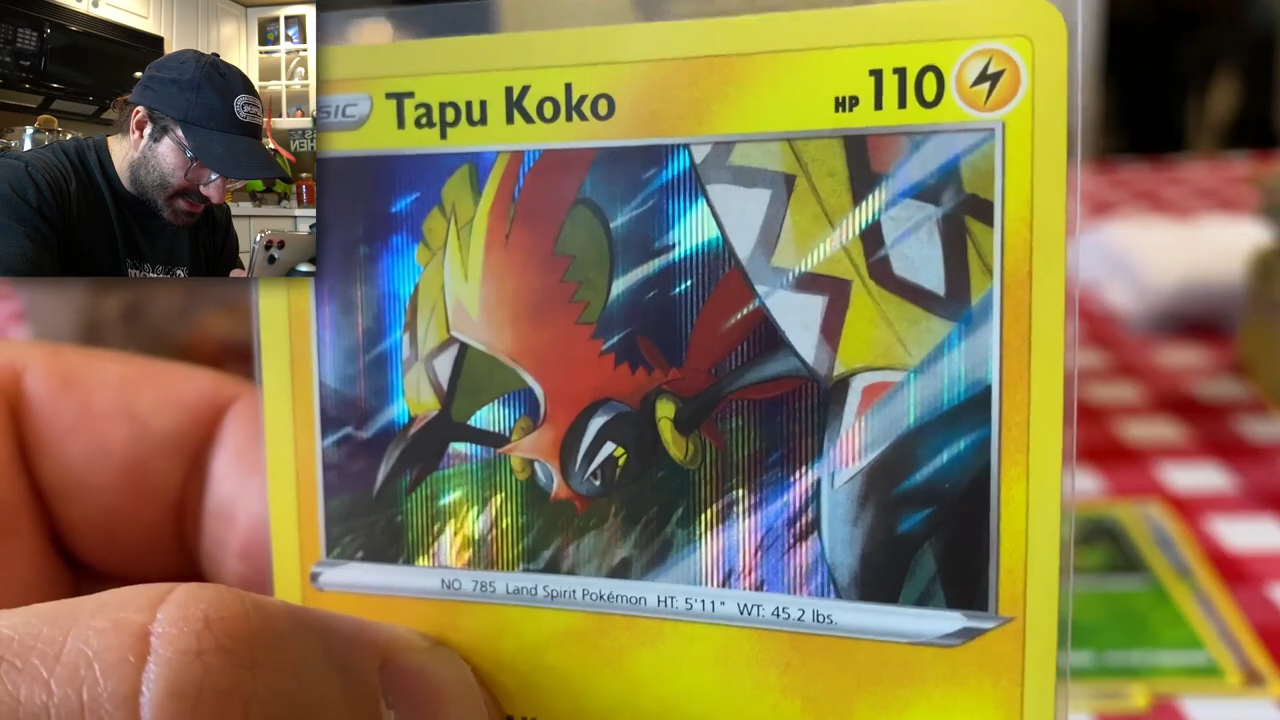 SIC Tapu Koko HP 110
NO. 785 Land Spirit Pokémon HT: 5'11" WT: 45.2 lbs.